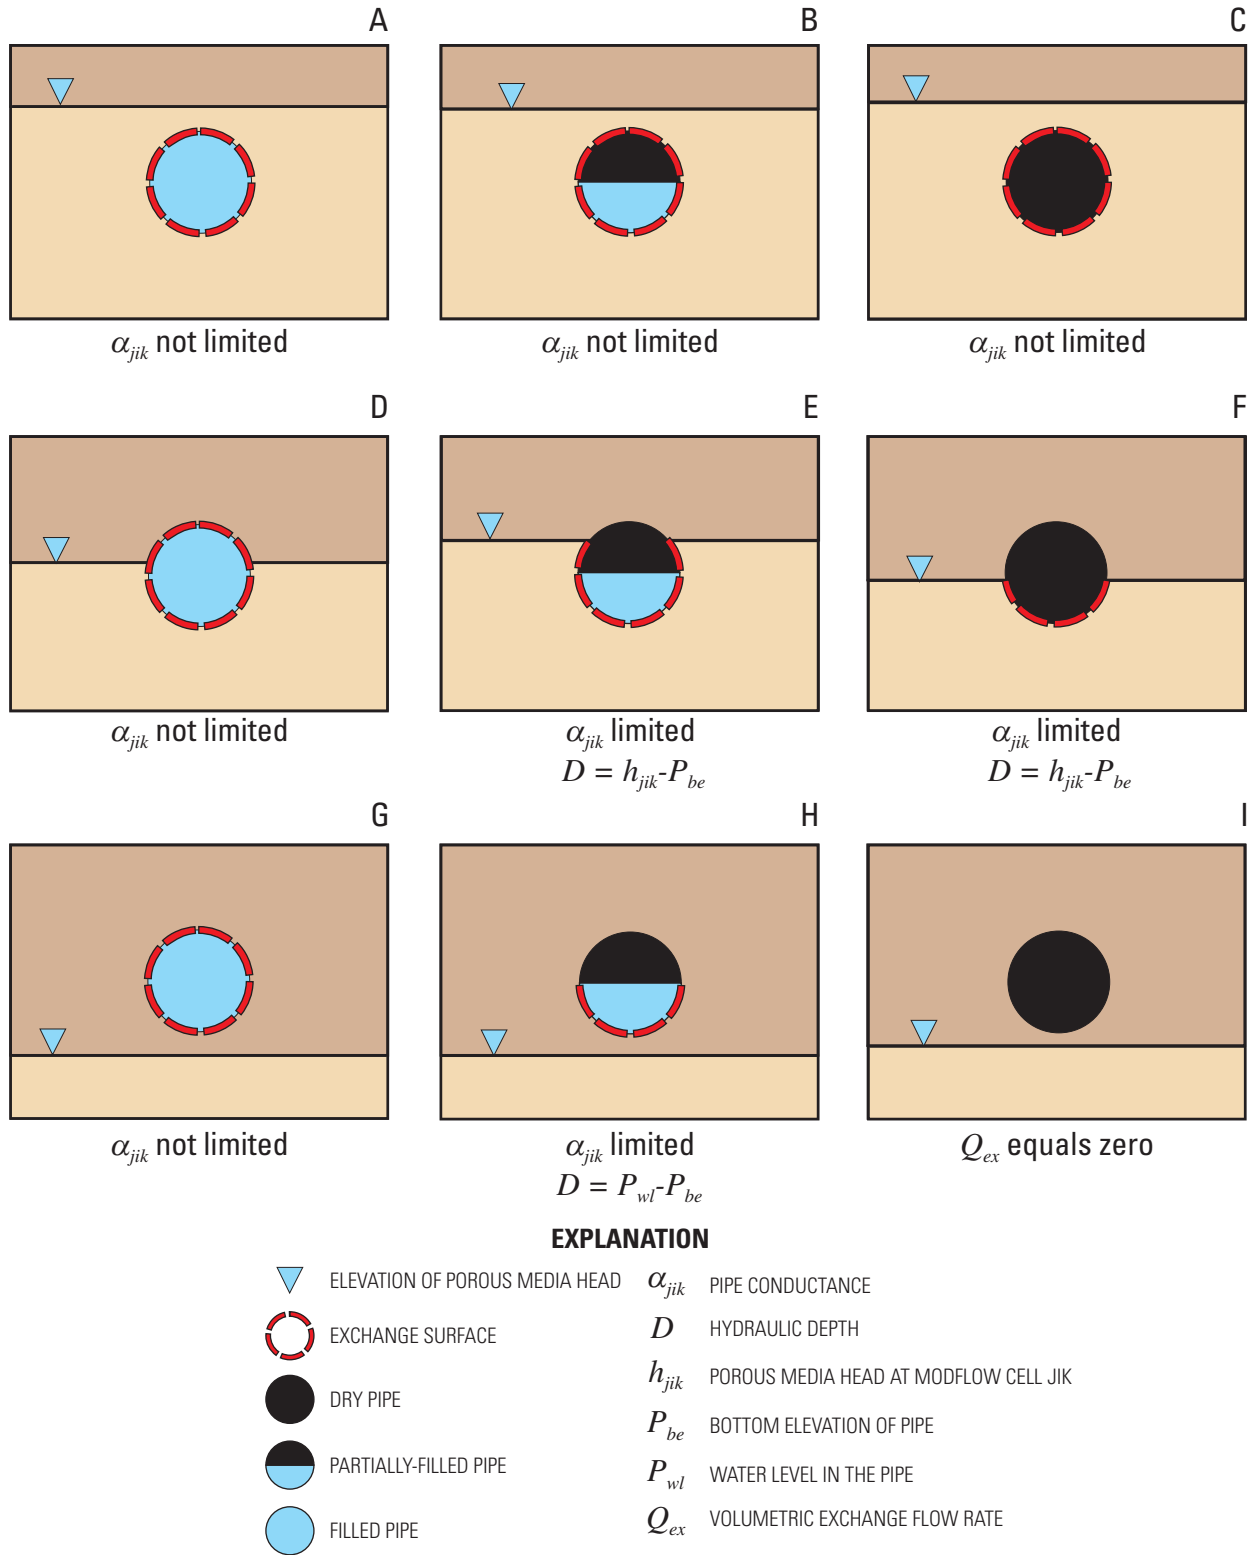 A
B
C
α_jik not limited
α_jik not limited
α_jik not limited
D
E
F
α_jik not limited
α_jik limited
D = h_jik-P_be
α_jik limited
D = h_jik-P_be
G
H
I
α_jik not limited
α_jik limited
D = P_wl-P_be
Q_ex equals zero
EXPLANATION
ELEVATION OF POROUS MEDIA HEAD
EXCHANGE SURFACE
DRY PIPE
PARTIALLY-FILLED PIPE
FILLED PIPE
α_jik PIPE CONDUCTANCE
D HYDRAULIC DEPTH
h_jik POROUS MEDIA HEAD AT MODFLOW CELL JIK
P_be BOTTOM ELEVATION OF PIPE
P_wl WATER LEVEL IN THE PIPE
Q_ex VOLUMETRIC EXCHANGE FLOW RATE